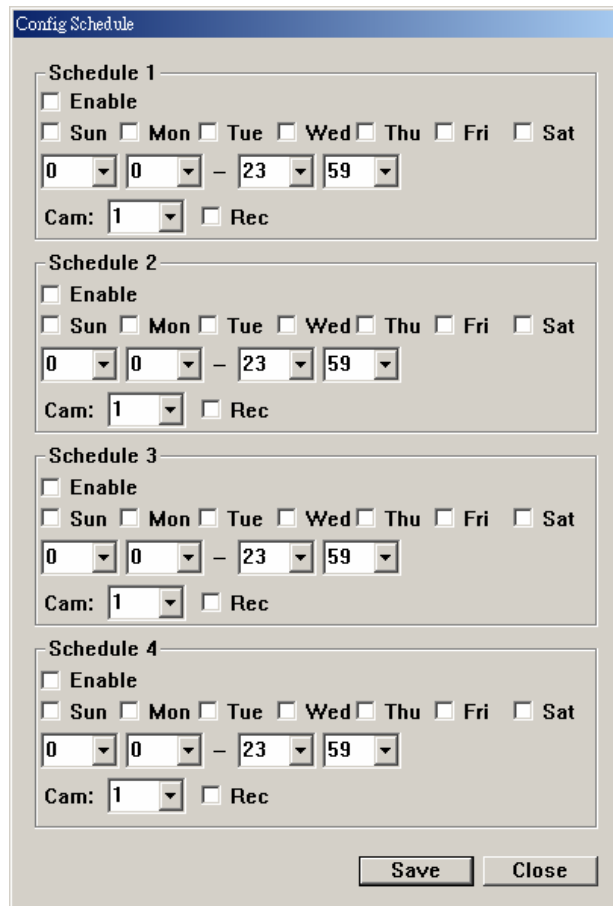 Config Schedule
Schedule 1
Enable
Sun Mon Tue Wed Thu Fri Sat
0 0 – 23 59
Cam: 1 Rec
Schedule 2
Enable
Sun Mon Tue Wed Thu Fri Sat
0 0 – 23 59
Cam: 1 Rec
Schedule 3
Enable
Sun Mon Tue Wed Thu Fri Sat
0 0 – 23 59
Cam: 1 Rec
Schedule 4
Enable
Sun Mon Tue Wed Thu Fri Sat
0 0 – 23 59
Cam: 1 Rec
Save Close